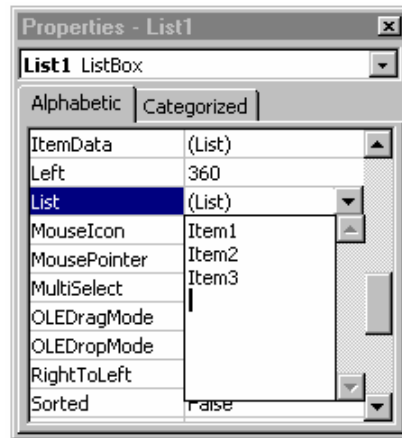 Properties - List1
List1 ListBox
Alphabetic Categorized
ItemData (List)
Left 360
List (List)
MouseIcon Item1
MousePointer Item2
MultiSelect Item3
OLEDragMode
OLEDropMode
RightToLeft
Sorted False